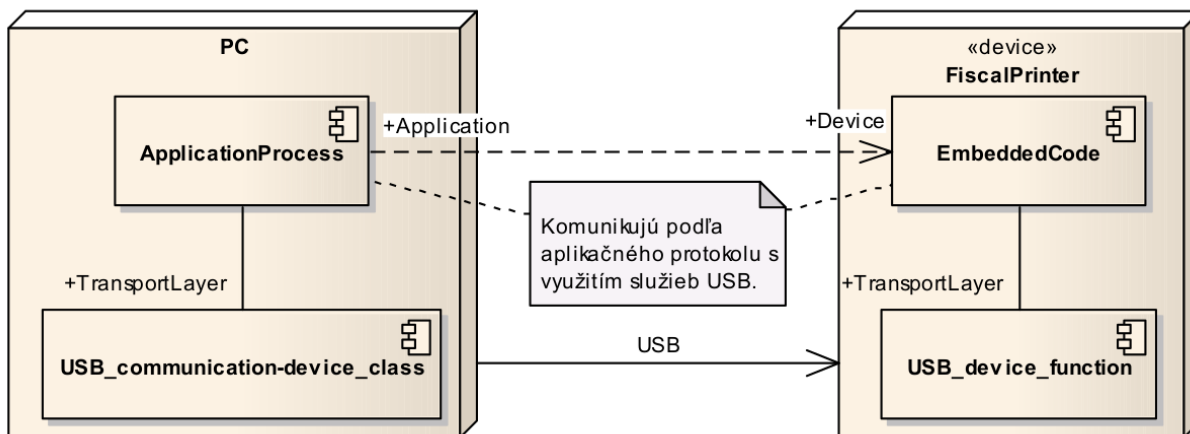 PC
«device»
FiscalPrinter
+Application
+Device
ApplicationProcess
EmbeddedCode
Komunikujú podľa
aplikačného protokolu s
využitím služieb USB.
+TransportLayer
+TransportLayer
USB
USB_communication-device_class
USB_device_function